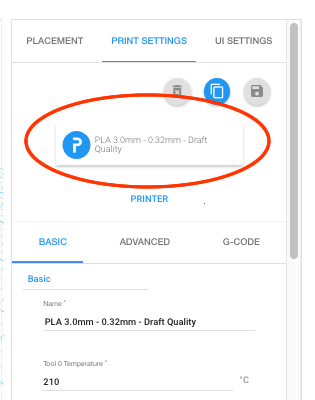 PLACEMENT PRINT SETTINGS UI SETTINGS
P PLA 3.0mm - 0.32mm - Draft
Quality
PRINTER
BASIC ADVANCED G-CODE
Basic
Name *
PLA 3.0mm - 0.32mm - Draft Quality
Tool 0 Temperature *
210 °C